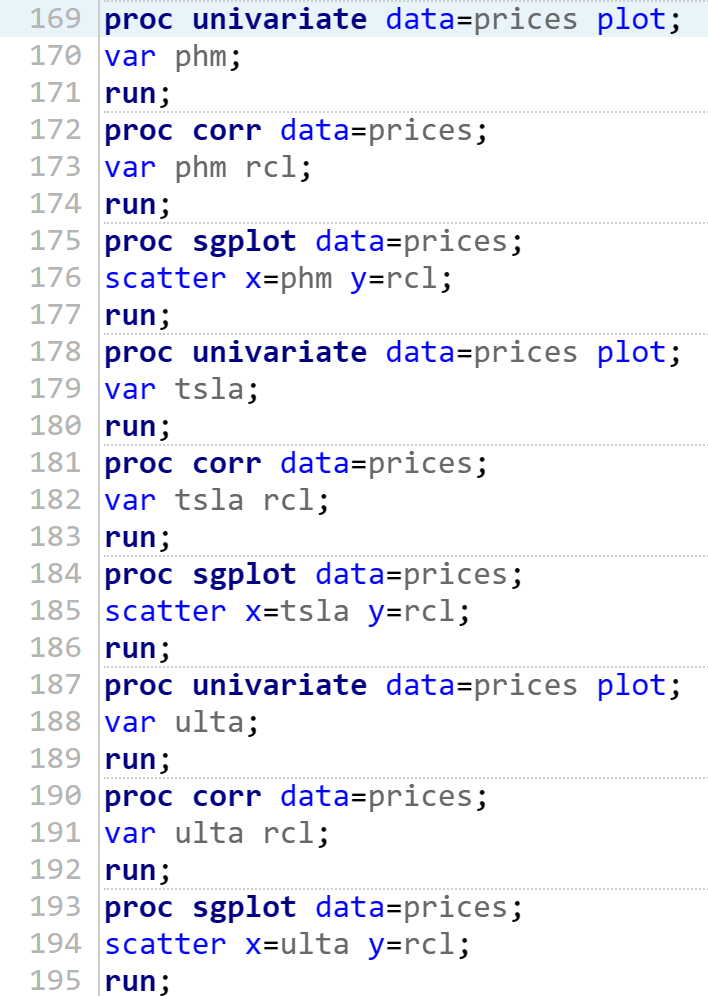 169 proc univariate data=prices plot;
170 var phm;
171 run;
172 proc corr data=prices;
173 var phm rcl;
174 run;
175 proc sgplot data=prices;
176 scatter x=phm y=rcl;
177 run;
178 proc univariate data=prices plot;
179 var tsla;
180 run;
181 proc corr data=prices;
182 var tsla rcl;
183 run;
184 proc sgplot data=prices;
185 scatter x=tsla y=rcl;
186 run;
187 proc univariate data=prices plot;
188 var ulta;
189 run;
190 proc corr data=prices;
191 var ulta rcl;
192 run;
193 proc sgplot data=prices;
194 scatter x=ulta y=rcl;
195 run;